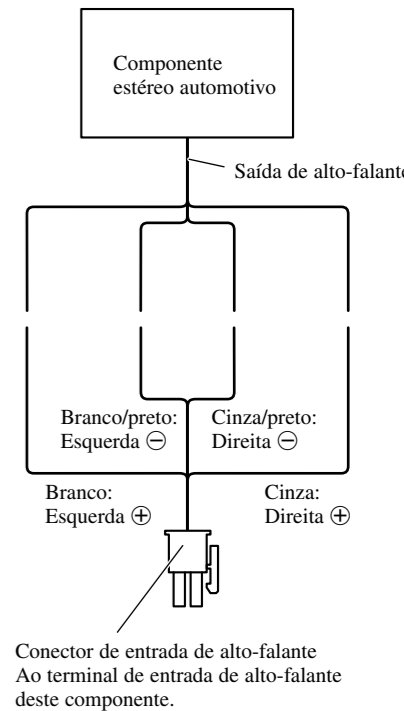 Componente
estéreo automotivo
Saída de alto-falante
Branco/preto:
Esquerda ⊖
Cinza/preto:
Direita ⊖
Branco:
Esquerda ⊕
Cinza:
Direita ⊕
Conector de entrada de alto-falante
Ao terminal de entrada de alto-falante
deste componente.